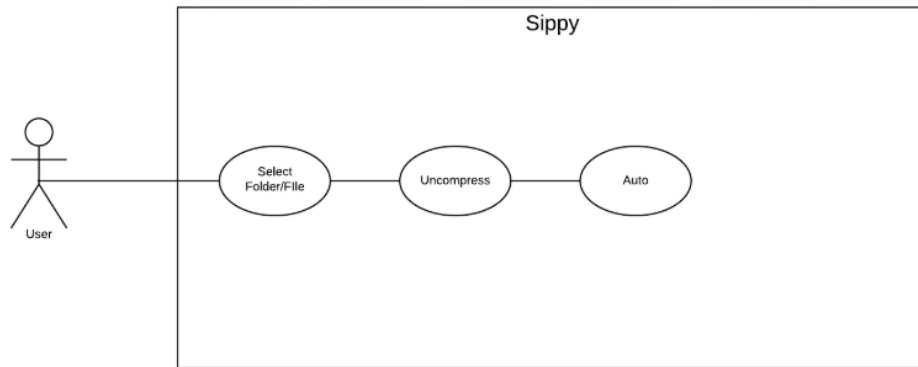 Sippy
User
Select
Folder/FIle
Uncompress
Auto